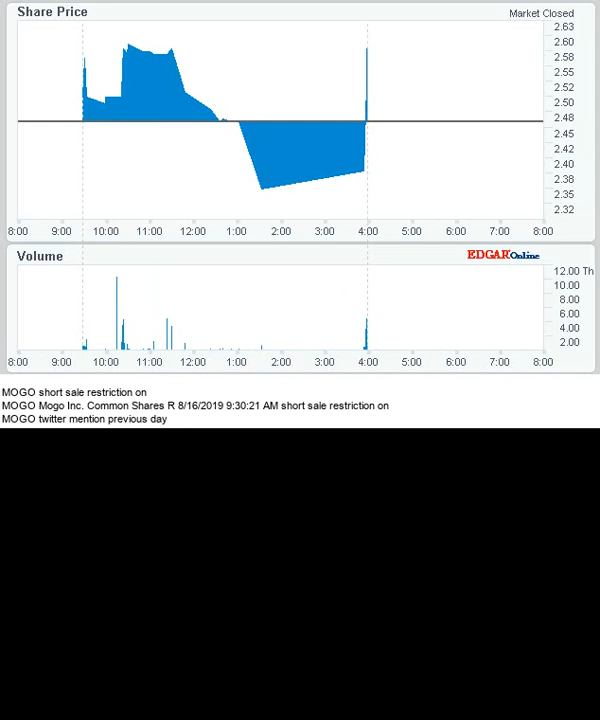 Share Price
Market Closed
2.63
2.60
2.58
2.55
2.52
2.50
2.48
2.45
2.42
2.40
2.38
2.35
2.32
8:00 9:00 10:00 11:00 12:00 1:00 2:00 3:00 4:00 5:00 6:00 7:00 8:00
Volume
EDGAR Online
12.00 Th
10.00
8.00
6.00
4.00
2.00
8:00 9:00 10:00 11:00 12:00 1:00 2:00 3:00 4:00 5:00 6:00 7:00 8:00
MOGO short sale restriction on
MOGO Mogo Inc. Common Shares R 8/16/2019 9:30:21 AM short sale restriction on
MOGO twitter mention previous day